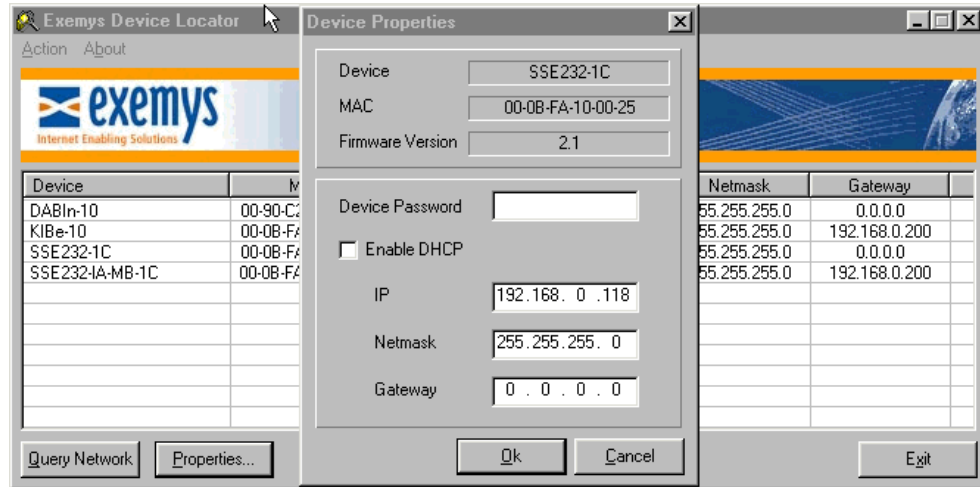 Exemys Device Locator
Action About
exemys
Internet Enabling Solutions
Device
DABIn-10 00-90-C2
KIBe-10 00-0B-FA
SSE232-1C 00-0B-FA
SSE232-IA-MB-1C 00-0B-FA
Query Network Properties...
Device Properties
Device SSE232-1C
MAC 00-0B-FA-10-00-25
Firmware Version 2.1
Device Password
Enable DHCP
IP 192.168. 0 .118
Netmask 255.255.255. 0
Gateway 0 . 0 . 0 . 0
Ok Cancel
Netmask Gateway
55.255.255.0 0.0.0.0
55.255.255.0 192.168.0.200
55.255.255.0 0.0.0.0
55.255.255.0 192.168.0.200
Exit